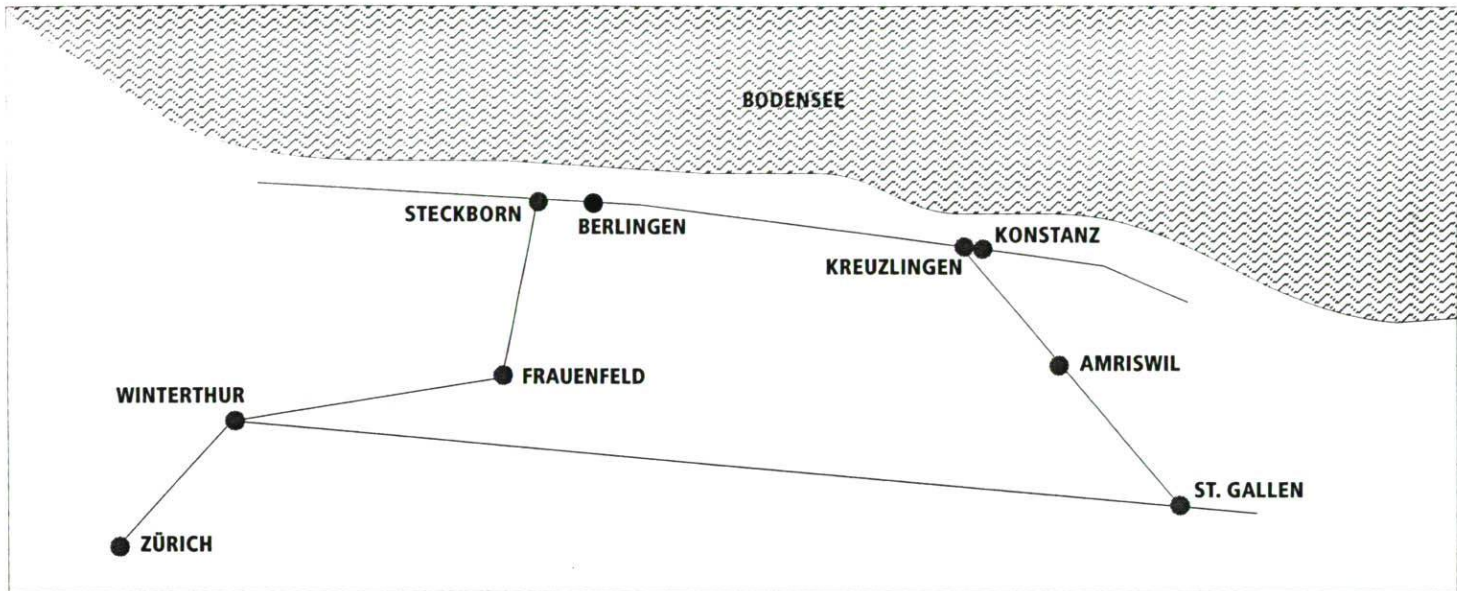 BODENSEE
STECKBORN
BERLINGEN
KONSTANZ
KREUZLINGEN
AMRISWIL
FRAUENFELD
WINTERTHUR
ST. GALLEN
ZÜRICH